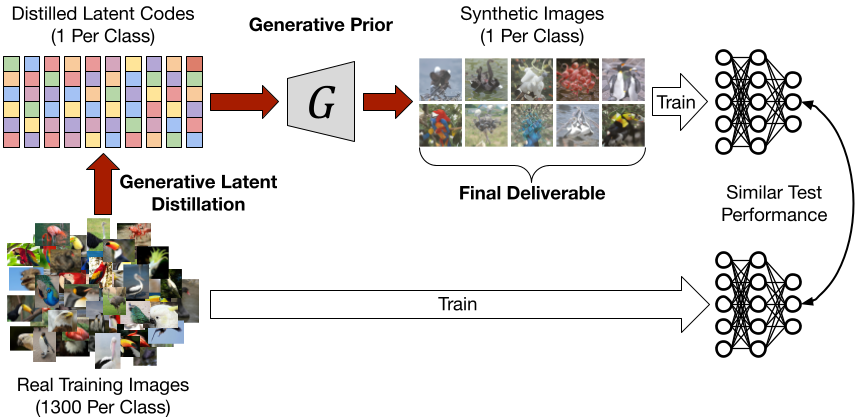 Distilled Latent Codes
(1 Per Class)
Generative Prior
Synthetic Images
(1 Per Class)
G
Train
Generative Latent
Distillation
Final Deliverable
Similar Test
Performance
Train
Real Training Images
(1300 Per Class)